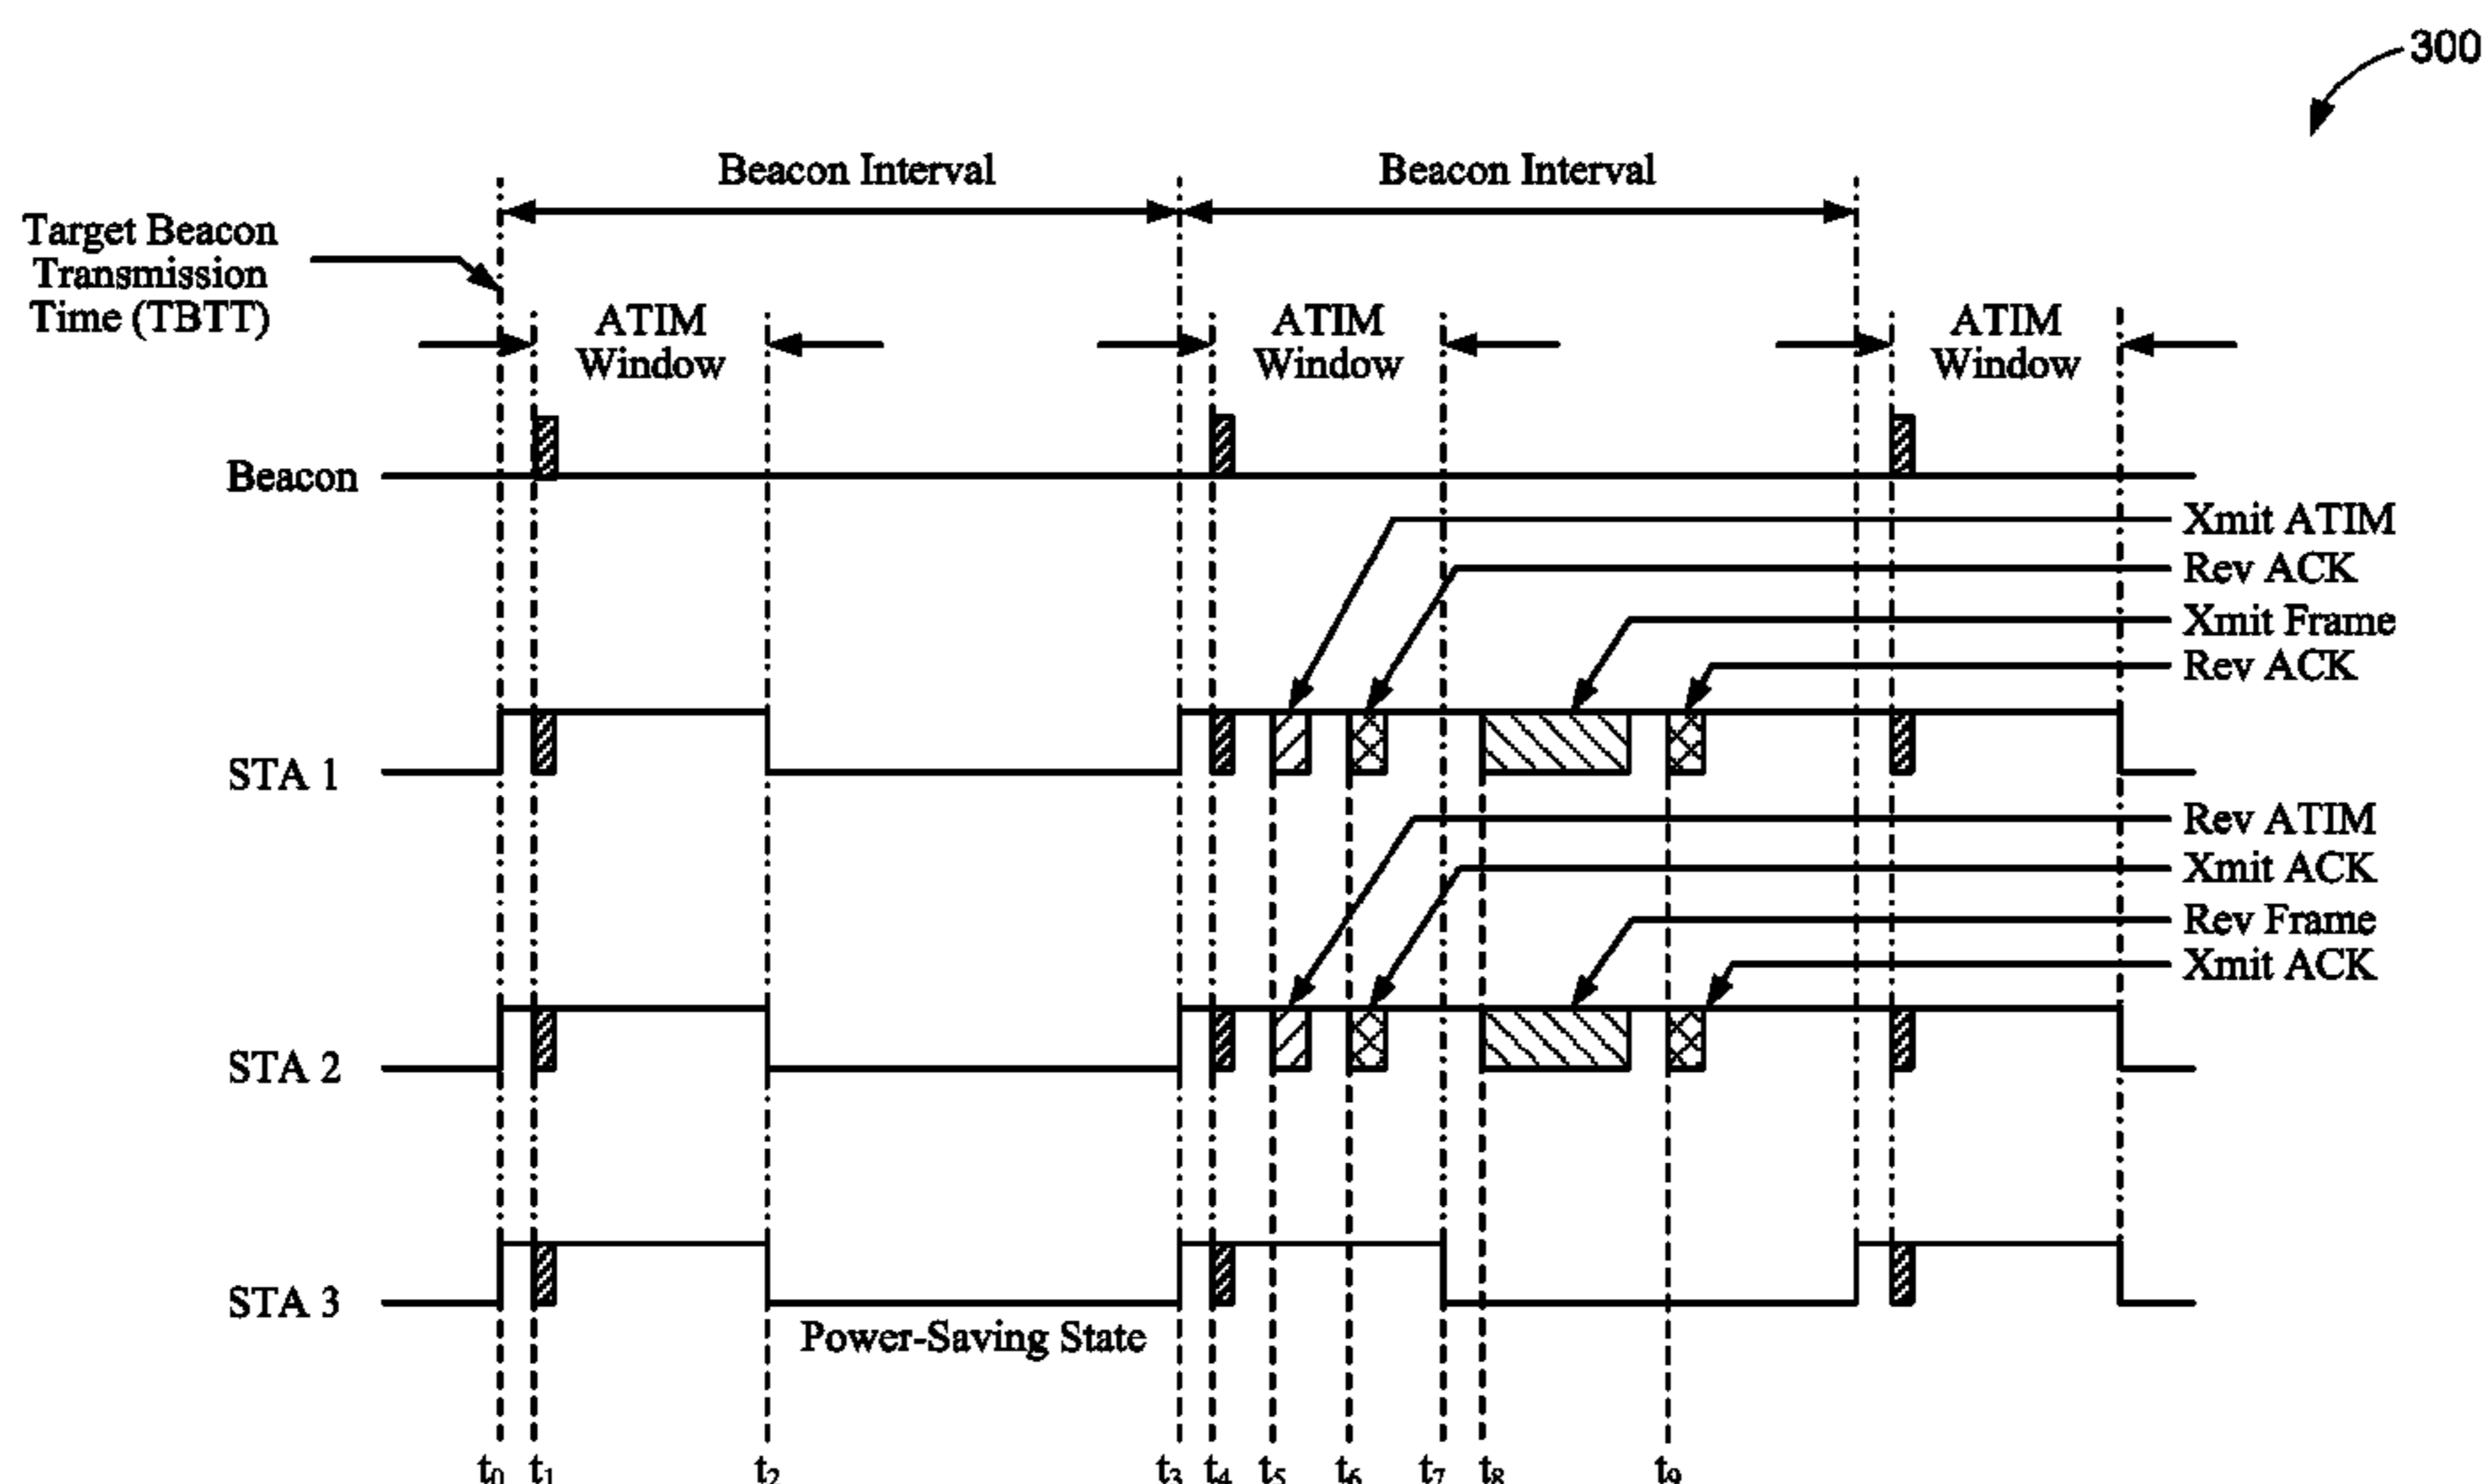 300
Beacon Interval
Beacon Interval
Target Beacon
Transmission
Time (TBTT)
ATIM
Window
ATIM
Window
ATIM
Window
Beacon
Xmit ATIM
Rev ACK
Xmit Frame
Rev ACK
STA 1
Rev ATIM
Xmit ACK
Rev Frame
Xmit ACK
STA 2
STA 3
Power-Saving State
t0 t1 t2 t3 t4 t5 t6 t7 t8 t9